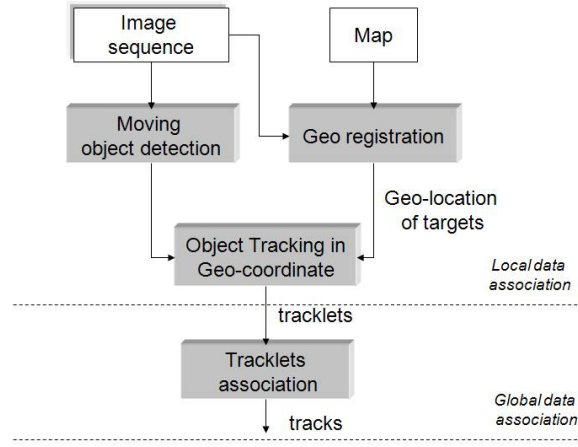 Image
sequence
Map
Moving
object detection
Geo registration
Geo-location
of targets
Object Tracking in
Geo-coordinate
Local data
association
tracklets
Tracklets
association
Global data
association
tracks